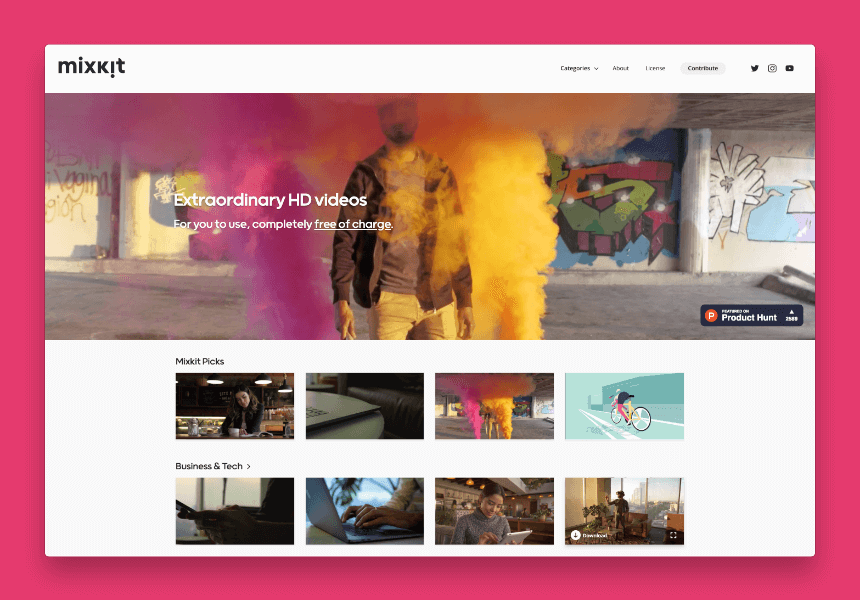 mixkit
Categories About License Contribute
Extraordinary HD videos
For you to use, completely free of charge.
FEATURED ON
Product Hunt
2589
Mixkit Picks
Business & Tech
Download